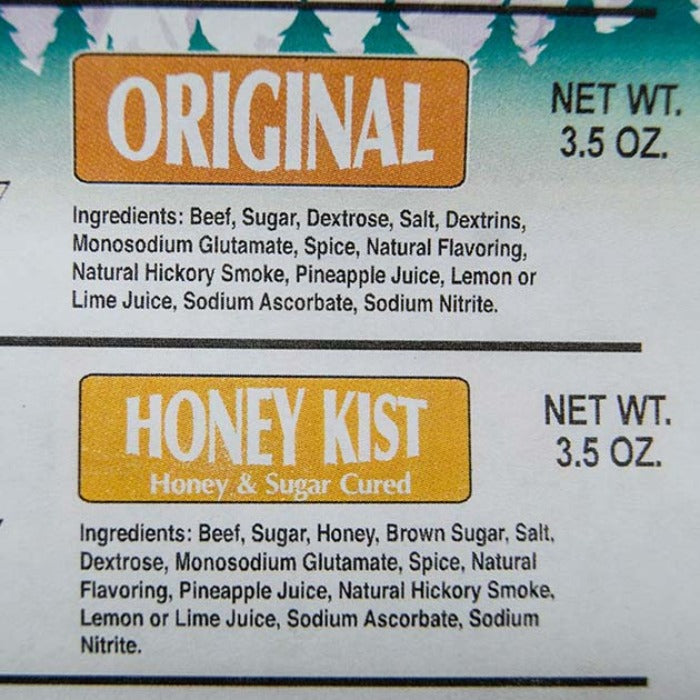 ORIGINAL
NET WT.
3.5 OZ.
Ingredients: Beef, Sugar, Dextrose, Salt, Dextrins,
Monosodium Glutamate, Spice, Natural Flavoring,
Natural Hickory Smoke, Pineapple Juice, Lemon or
Lime Juice, Sodium Ascorbate, Sodium Nitrite.
HONEY KIST
Honey & Sugar Cured
NET WT.
3.5 OZ.
Ingredients: Beef, Sugar, Honey, Brown Sugar, Salt,
Dextrose, Monosodium Glutamate, Spice, Natural
Flavoring, Pineapple Juice, Natural Hickory Smoke,
Lemon or Lime Juice, Sodium Ascorbate, Sodium
Nitrite.